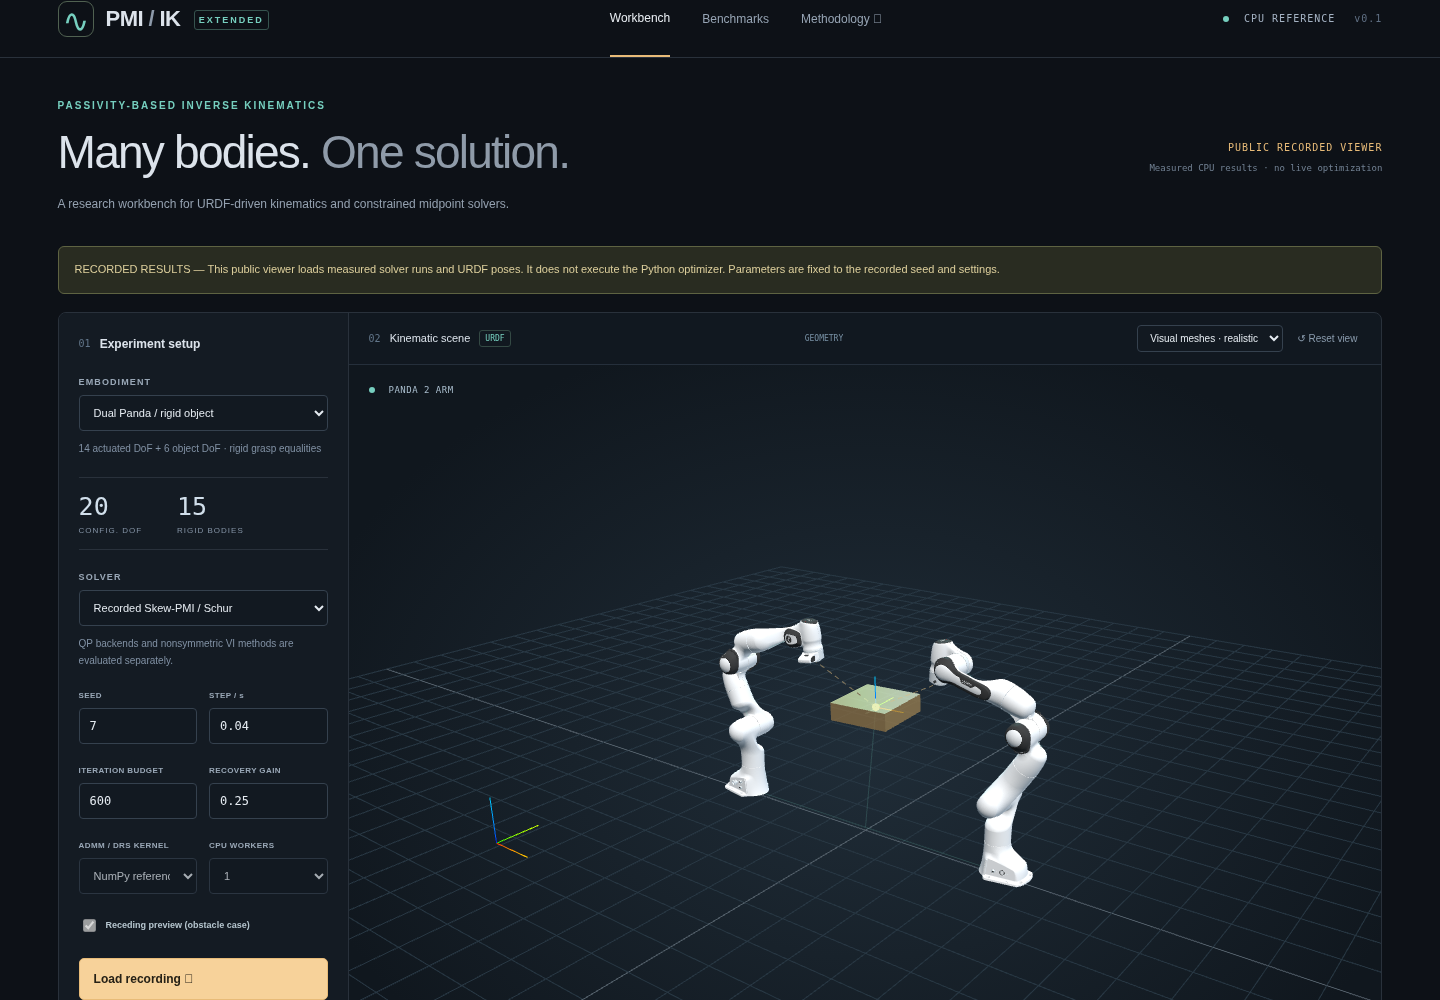 PMI / IK EXTENDED
Workbench
Benchmarks
Methodology
CPU REFERENCE v0.1
PASSIVITY-BASED INVERSE KINEMATICS
Many bodies. One solution.
PUBLIC RECORDED VIEWER
Measured CPU results · no live optimization
A research workbench for URDF-driven kinematics and constrained midpoint solvers.
RECORDED RESULTS — This public viewer loads measured solver runs and URDF poses. It does not execute the Python optimizer. Parameters are fixed to the recorded seed and settings.
01 Experiment setup
EMBODIMENT
Dual Panda / rigid object
14 actuated DoF + 6 object DoF · rigid grasp equalities
20 15
CONFIG. DOF RIGID BODIES
SOLVER
Recorded Skew-PMI / Schur
QP backends and nonsymmetric VI methods are
evaluated separately.
SEED STEP / s
7 0.04
ITERATION BUDGET RECOVERY GAIN
600 0.25
ADMM / DRS KERNEL CPU WORKERS
NumPy referenc 1
Receding preview (obstacle case)
Load recording
02 Kinematic scene URDF
GEOMETRY
Visual meshes · realistic
↺ Reset view
PANDA 2 ARM